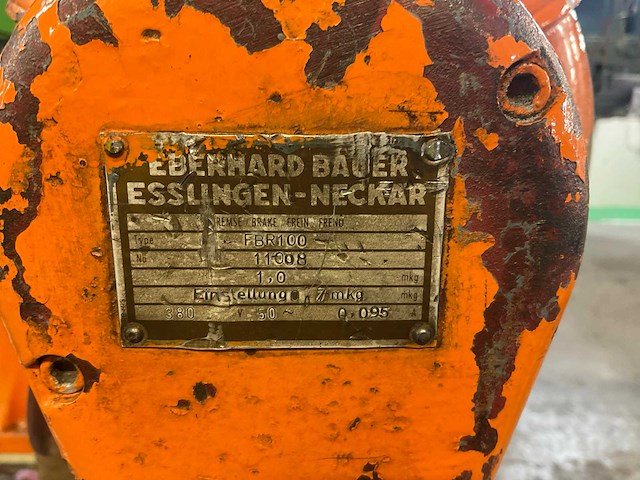 EBERHARD BAUER
ESSLINGEN-NECKAR
BREMSE / BRAKE / FREIN / FRENO
Type FBR100
No 11008
1,0 mkg
Einstellung 7mkg mkg
380 V 50 ~ 0,095 A